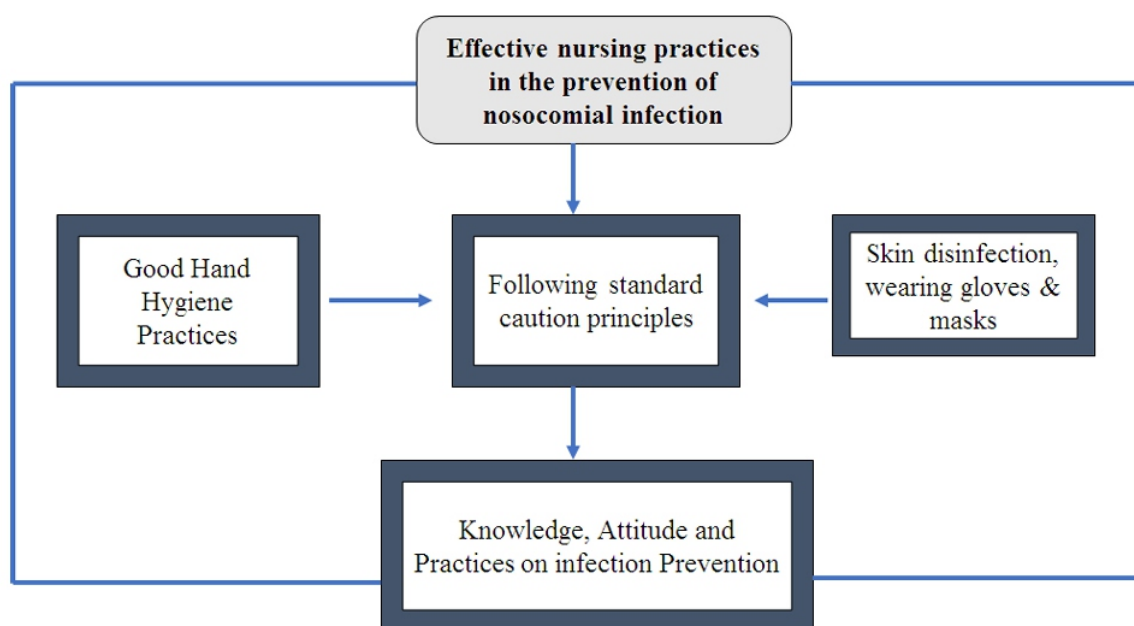 Effective nursing practices
in the prevention of
nosocomial infection
Good Hand
Hygiene
Practices
Following standard
caution principles
Skin disinfection,
wearing gloves &
masks
Knowledge, Attitude and
Practices on infection Prevention